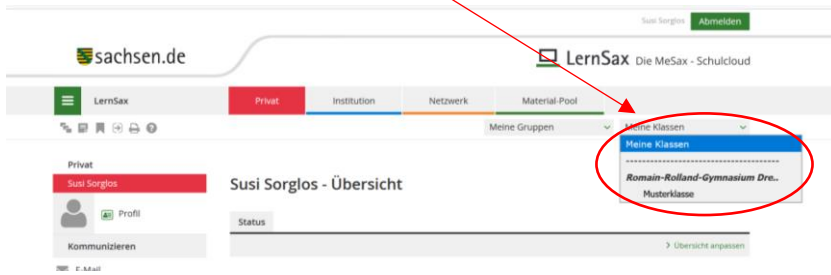 Susi Sorglos Abmelden
sachsen.de
LernSax Die MeSax - Schulcloud
LernSax Privat Institution Netzwerk Material-Pool
Meine Gruppen Meine Klassen
Meine Klassen
--------------------------------------
Romain-Rolland-Gymnasium Dre..
Musterklasse
Privat
Susi Sorglos
Profil
Kommunizieren
E-Mail
Susi Sorglos - Übersicht
Status
Übersicht anpassen